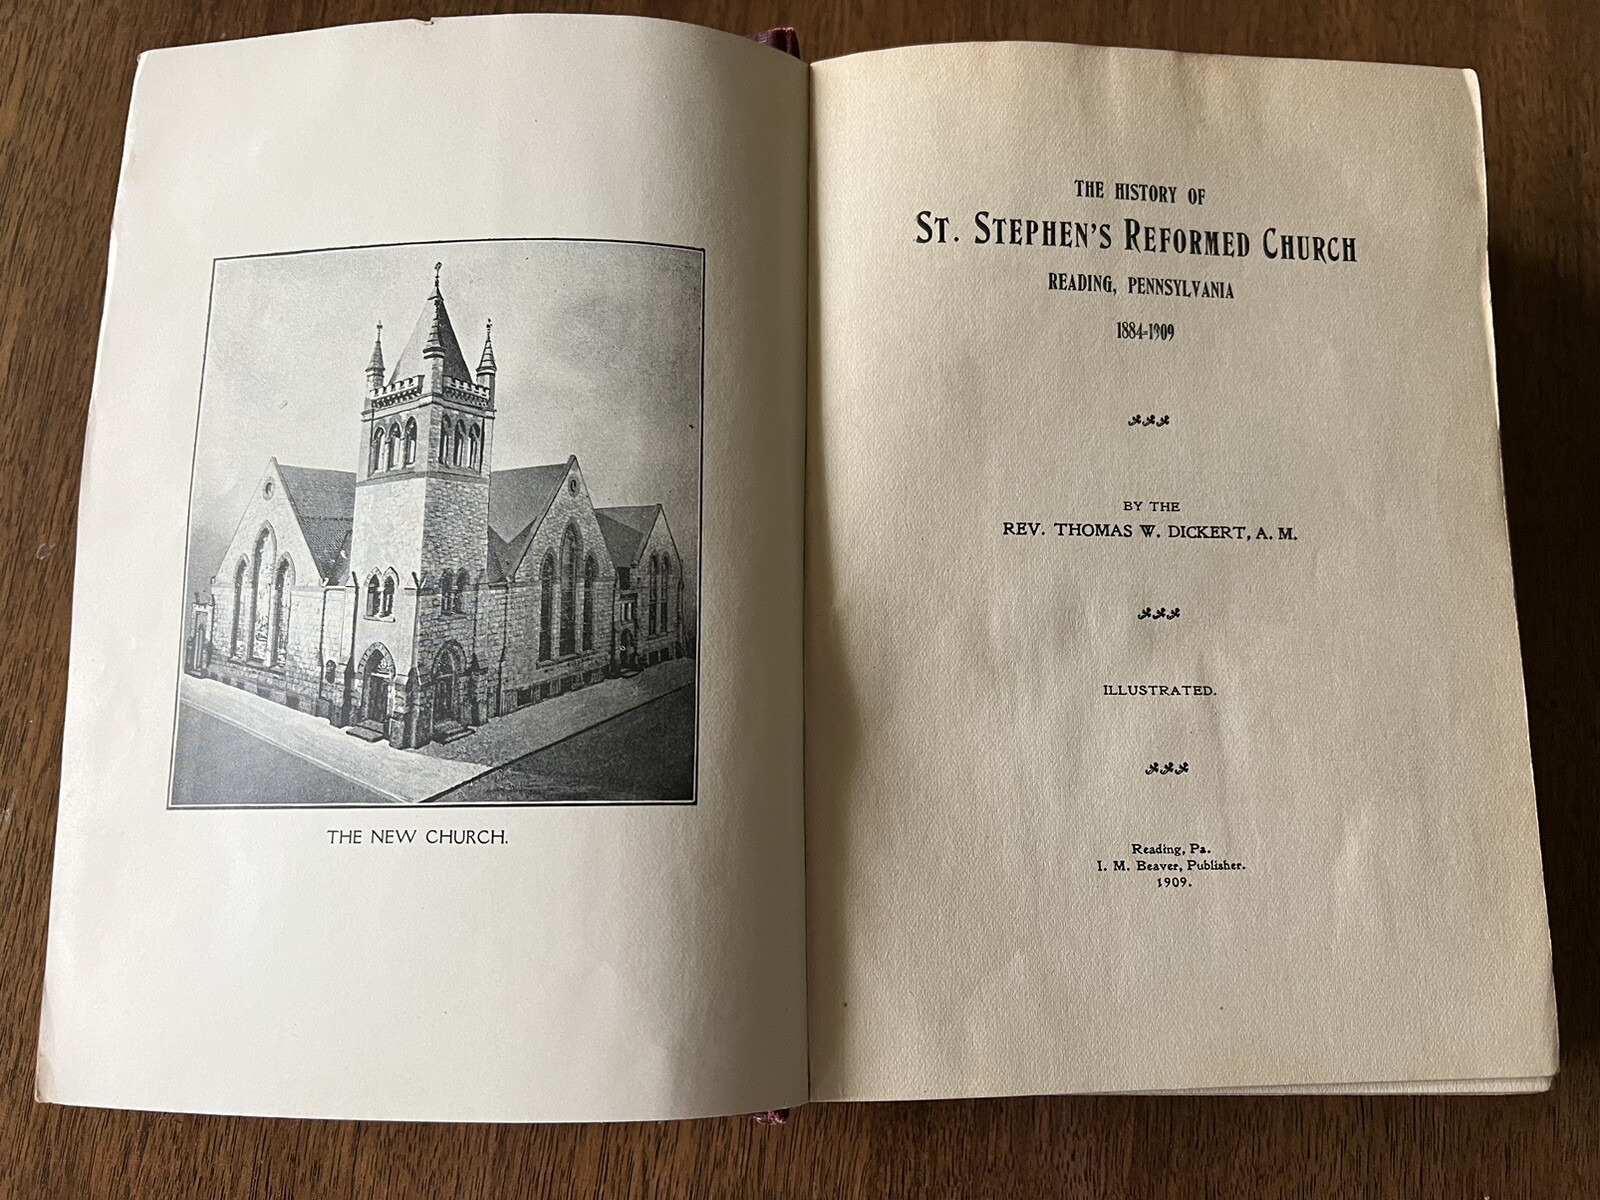 THE NEW CHURCH.
THE HISTORY OF
ST. STEPHEN'S REFORMED CHURCH
READING, PENNSYLVANIA
1884-1909
BY THE
REV. THOMAS W. DICKERT, A. M.
ILLUSTRATED.
Reading, Pa.
I. M. Beaver, Publisher.
1909.